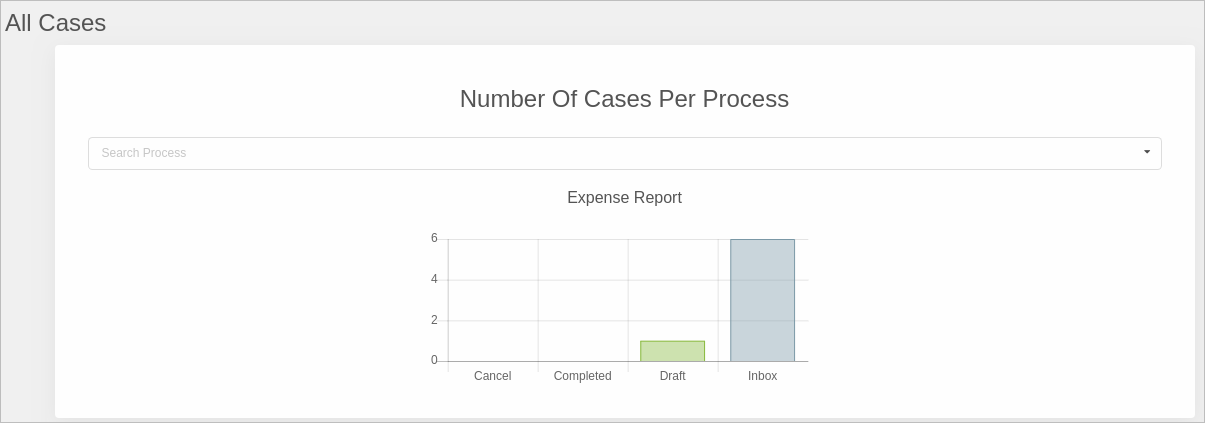 All Cases
Number Of Cases Per Process
Search Process
Expense Report
6
4
2
0
Cancel Completed Draft Inbox